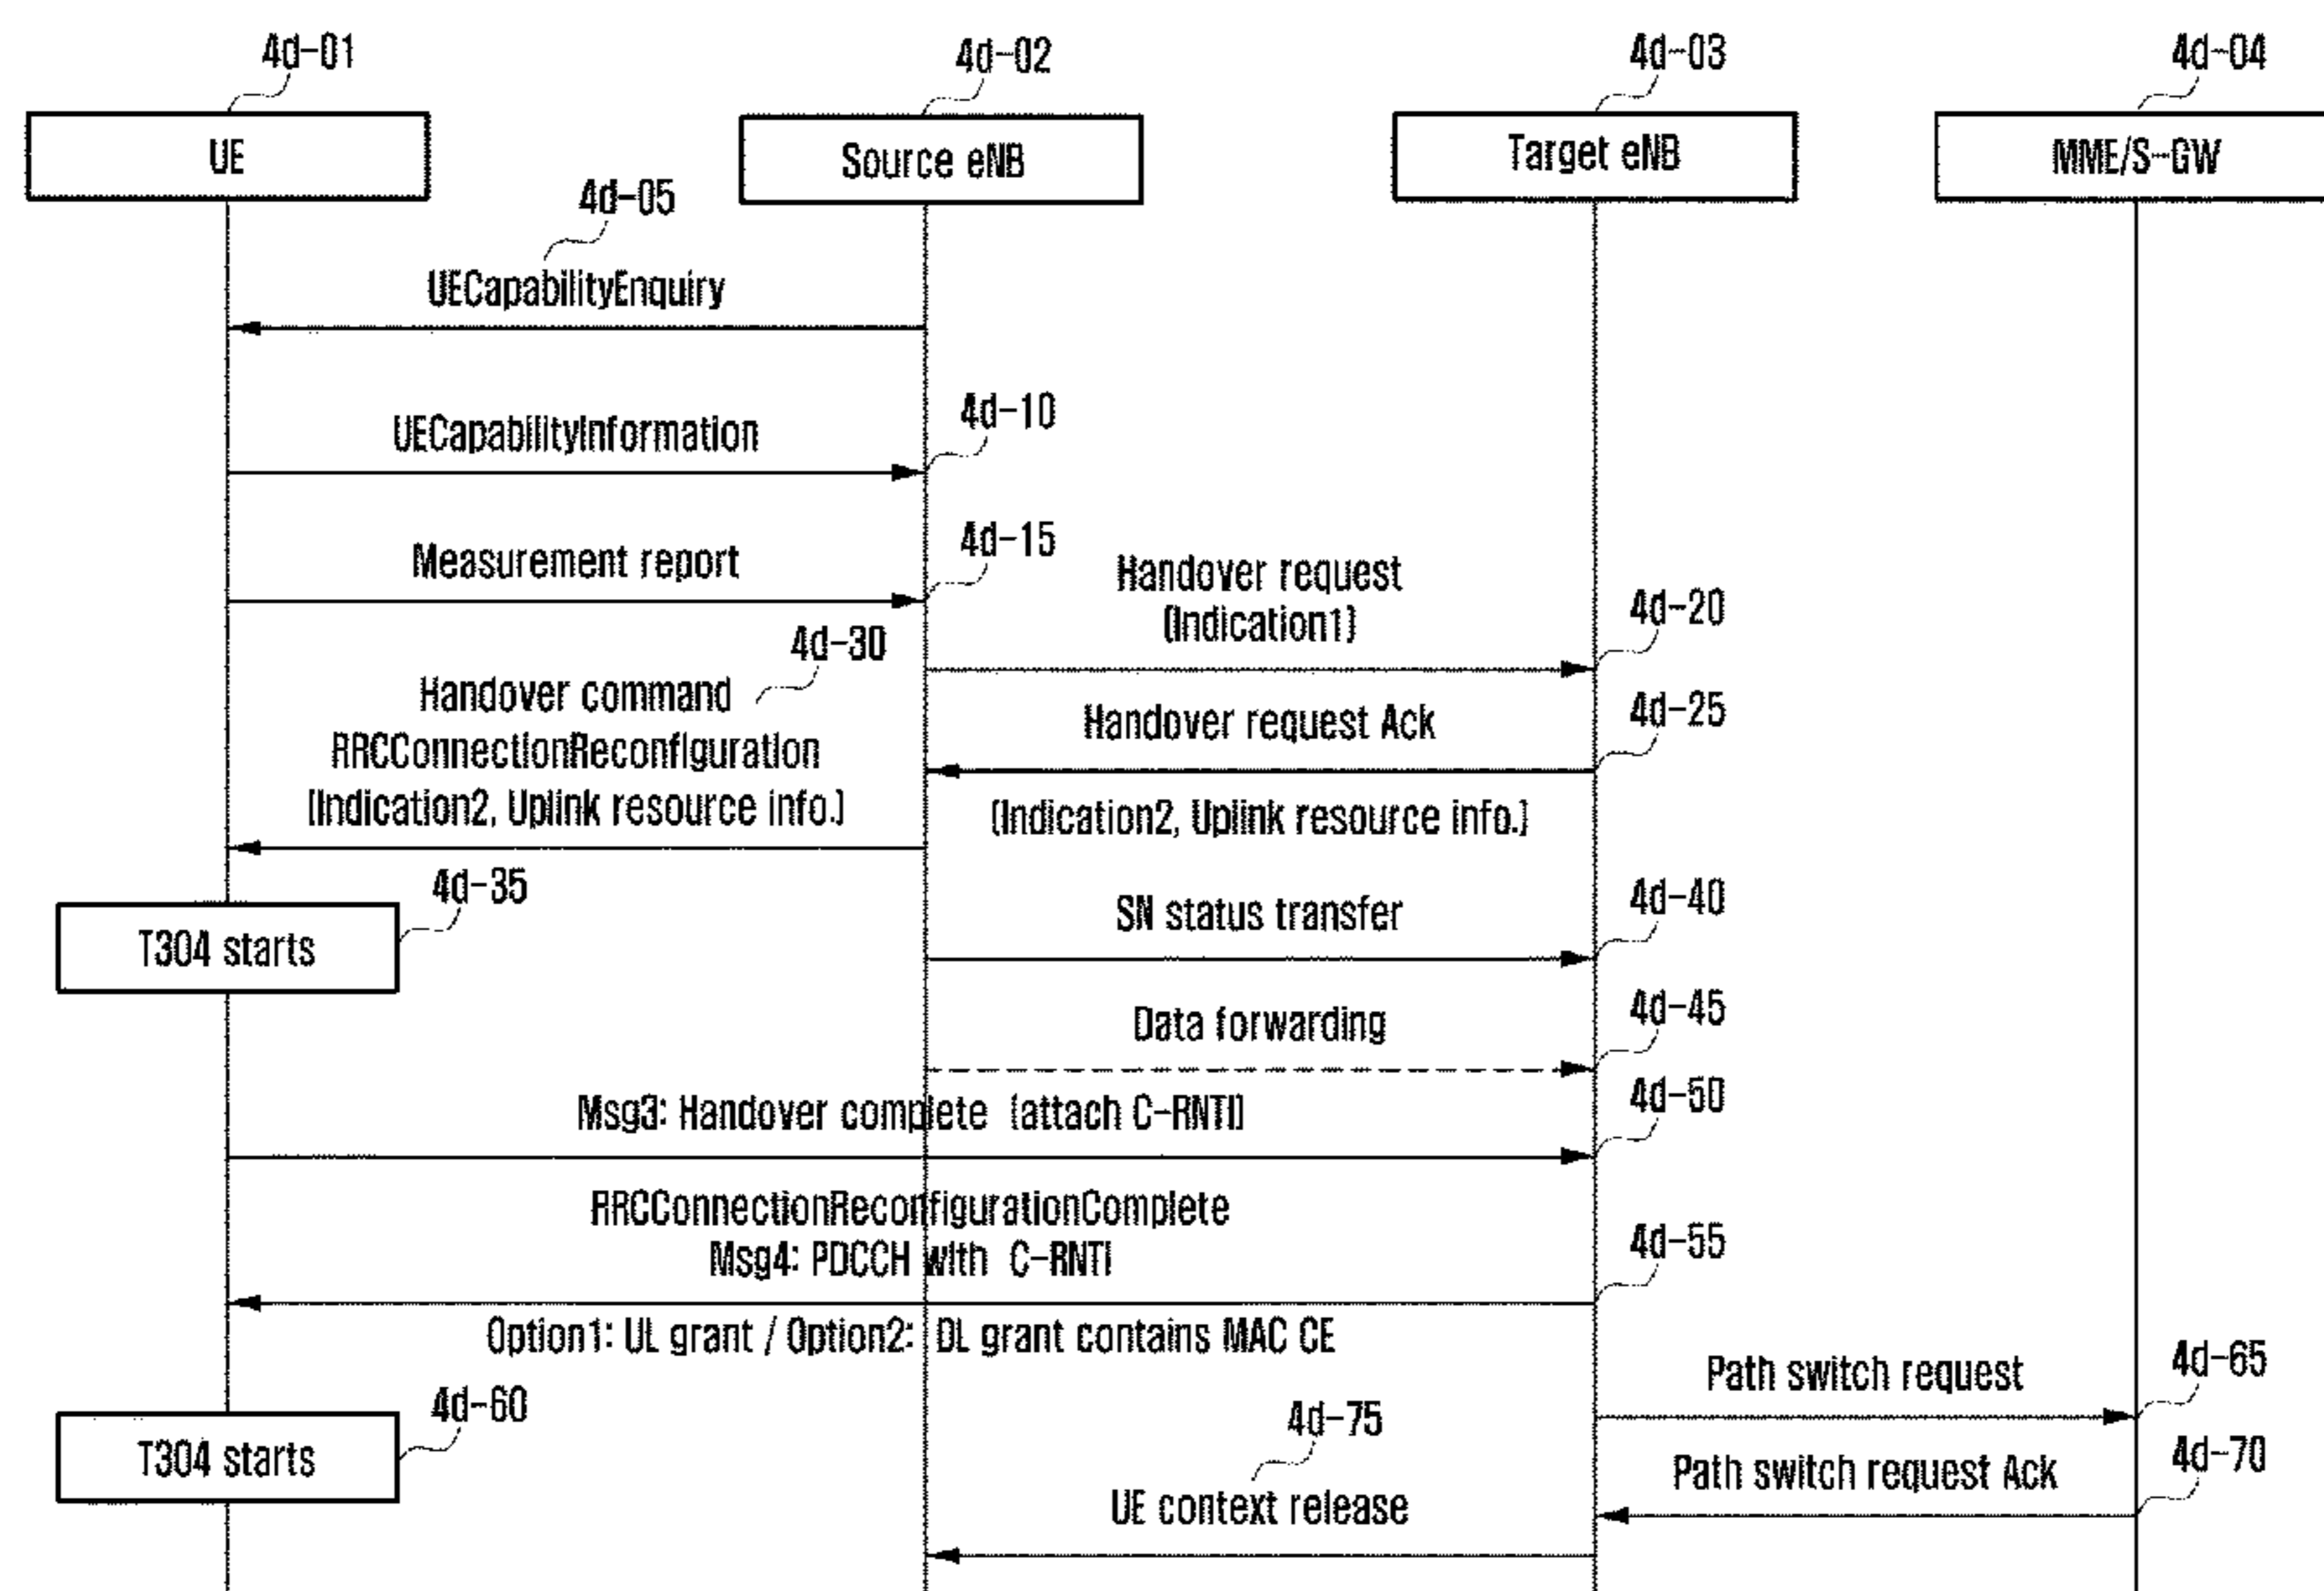 4d-01
4d-02
4d-03
4d-04
UE
Source eNB
Target eNB
MME/S-GW
4d-05
UECapabilityEnquiry
4d-10
UECapabilityInformation
4d-15
Measurement report
Handover request
(Indication1)
4d-20
4d-30
Handover command
RRCConnectionReconfiguration
(Indication2, Uplink resource info.)
4d-25
Handover request Ack
(Indication2, Uplink resource info.)
4d-35
T304 starts
4d-40
SN status transfer
4d-45
Data forwarding
4d-50
Msg3: Handover complete (attach C-RNTI)
RRCConnectionReconfigurationComplete
Msg4: PDCCH with C-RNTI
4d-55
Option1: UL grant / Option2: DL grant contains MAC CE
4d-60
T304 starts
Path switch request
4d-65
4d-70
Path switch request Ack
4d-75
UE context release